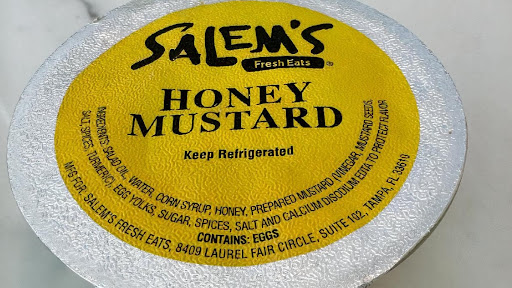 SALEM'S
Fresh Eats ®
HONEY
MUSTARD
Keep Refrigerated
INGREDIENTS: SALAD OIL, WATER, CORN SYRUP, HONEY, PREPARED MUSTARD (VINEGAR, MUSTARD SEEDS,
SALT, SPICES, TURMERIC), EGG YOLKS, SUGAR, SPICES, SALT AND CALCIUM DISODIUM EDTA TO PROTECT FLAVOR
CONTAINS: EGGS
MFG FOR: SALEM'S FRESH EATS, 8409 LAUREL FAIR CIRCLE, SUITE 102, TAMPA, FL 33610